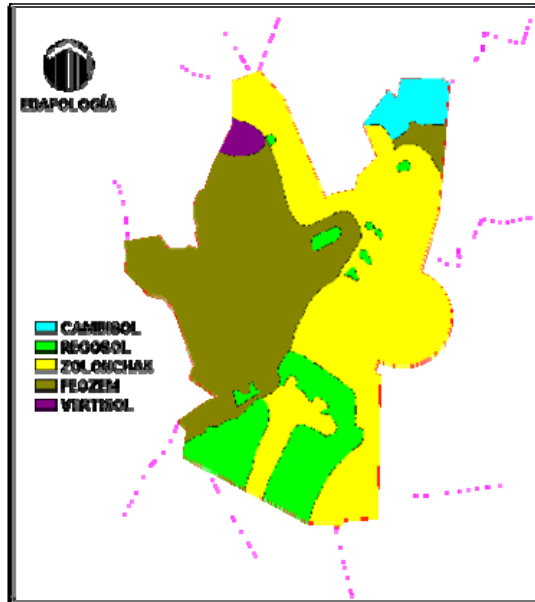 EDAFOLOGÍA
CAMBISOL
REGOSOL
ZOLONCHAK
FEOZEM
VERTISOL